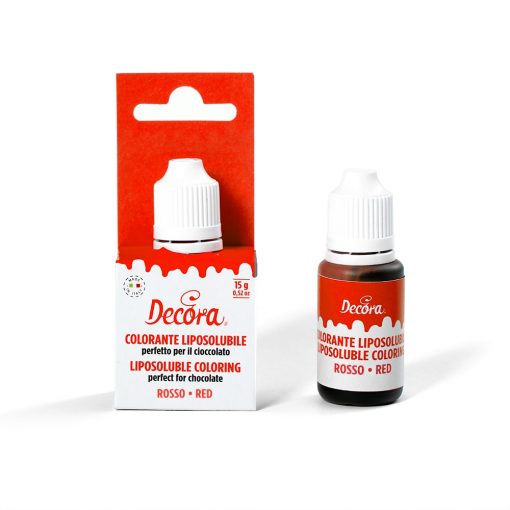 15 g
0,52 oz
Decora
COLORANTE LIPOSOLUBILE
perfetto per il cioccolato
LIPOSOLUBLE COLORING
perfect for chocolate
ROSSO • RED
Decora
COLORANTE LIPOSOLUBI
LIPOSOLUBLE COLORING
ROSSO • RED